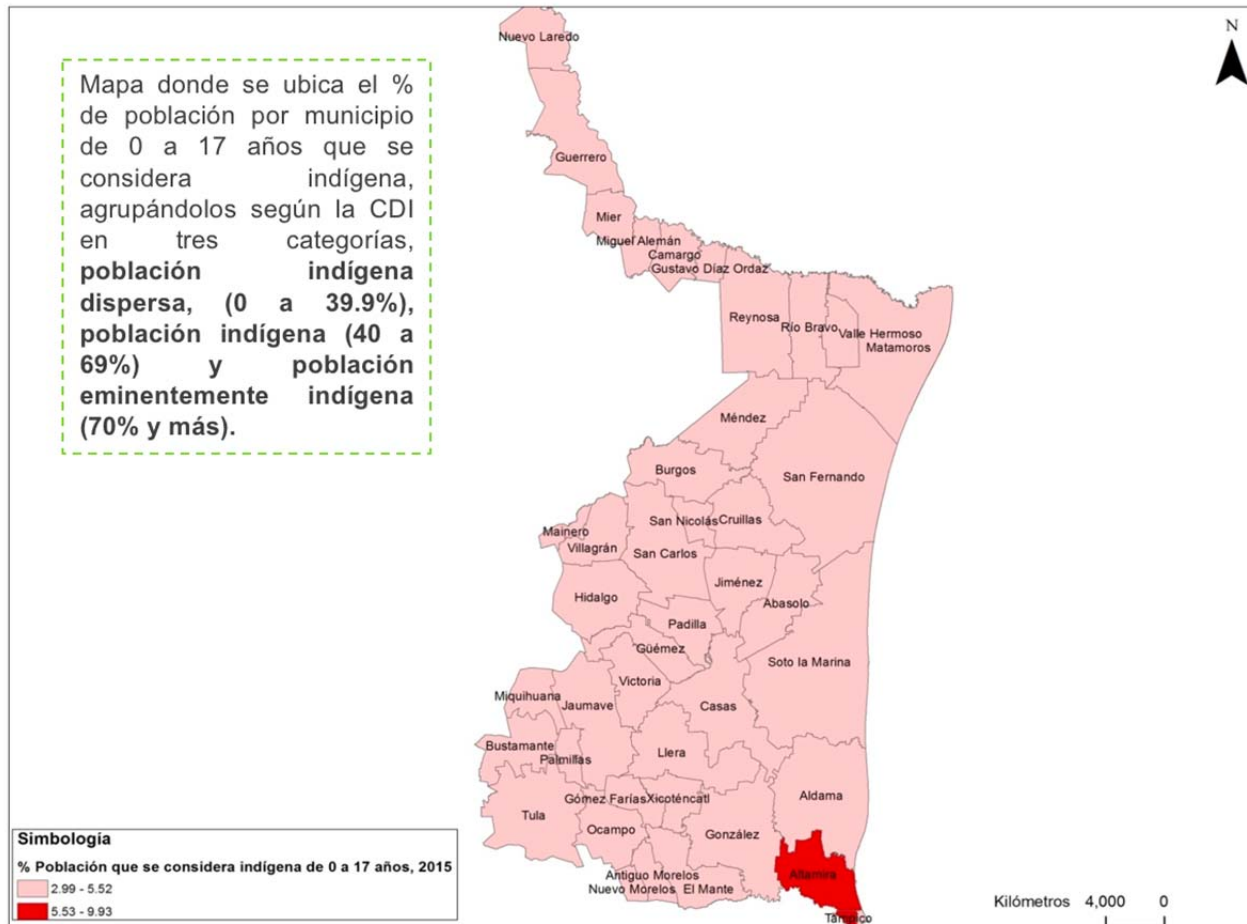 Mapa donde se ubica el %
de población por municipio
de 0 a 17 años que se
considera indígena,
agrupándolos según la CDI
en tres categorías,
población indígena
dispersa, (0 a 39.9%),
población indígena (40 a
69%) y población
eminentemente indígena
(70% y más).
N
Nuevo Laredo
Guerrero
Mier
Miguel Alemán
Camargo
Gustavo Díaz Ordaz
Reynosa
Río Bravo
Valle Hermoso
Matamoros
Méndez
Burgos
San Fernando
San Nicolás
Cruillas
Mainero
Villagrán
San Carlos
Jiménez
Hidalgo
Abasolo
Padilla
Güémez
Soto la Marina
Victoria
Miquihuana
Jaumave
Casas
Bustamante
Palmillas
Llera
Aldama
Gómez Farías
Xicoténcatl
Tula
Ocampo
González
Antiguo Morelos
Nuevo Morelos
El Mante
Altamira
Tampico
Simbología
% Población que se considera indígena de 0 a 17 años, 2015
2.99 - 5.52
5.53 - 9.93
Kilómetros 4,000 0